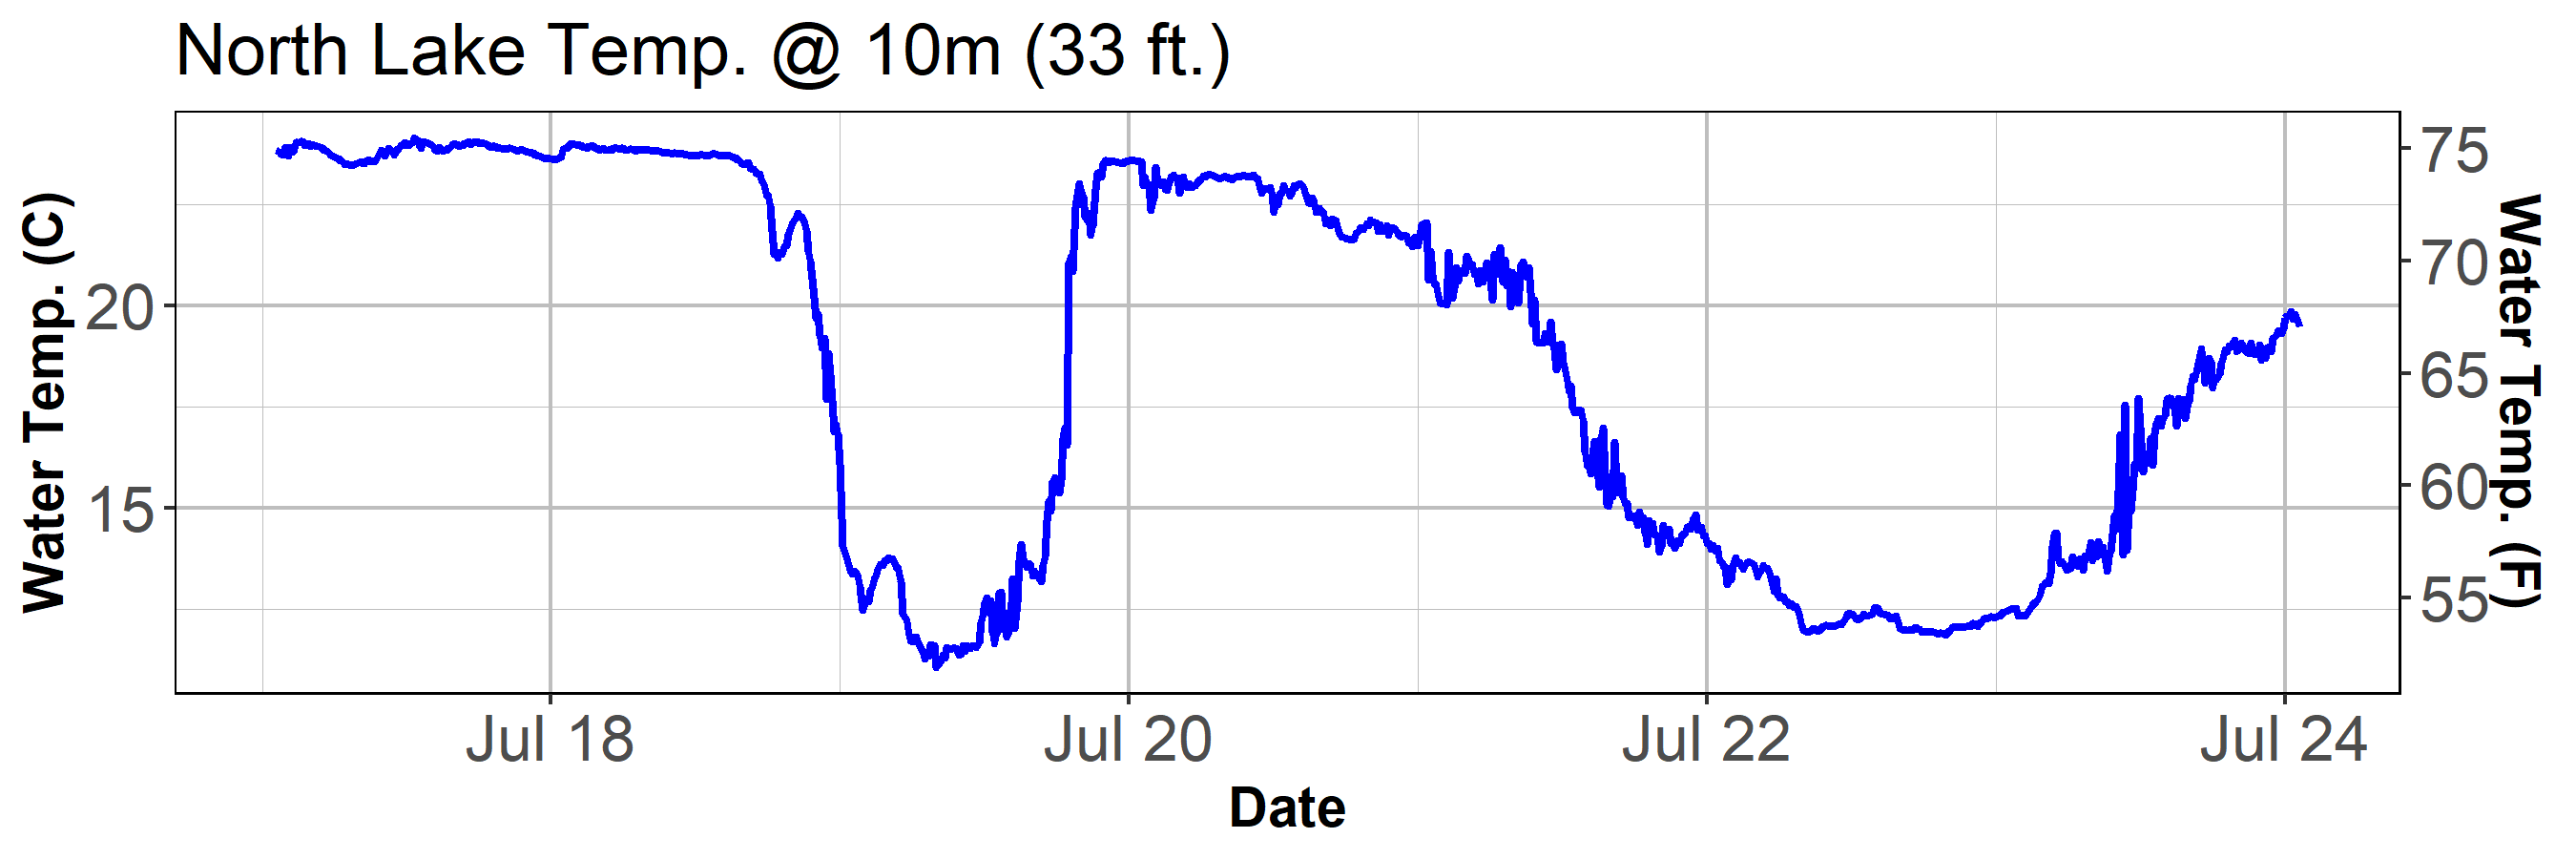 North Lake Temp. @ 10m (33 ft.)
Water Temp. (C)
20
15
75
70
65
60
55
Water Temp. (F)
Jul 18
Jul 20
Jul 22
Jul 24
Date